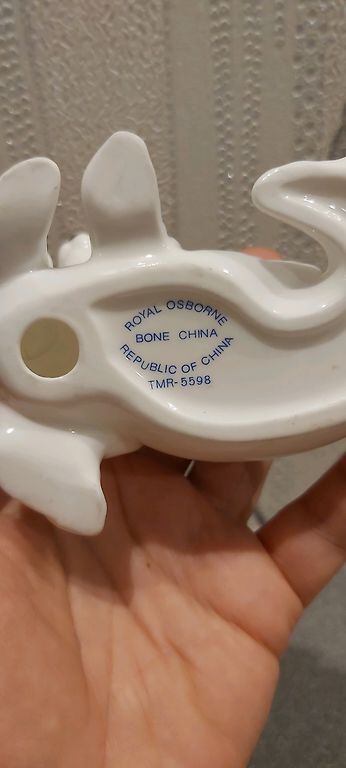 ROYAL OSBORNE
BONE CHINA
REPUBLIC OF CHINA
TMR-5598